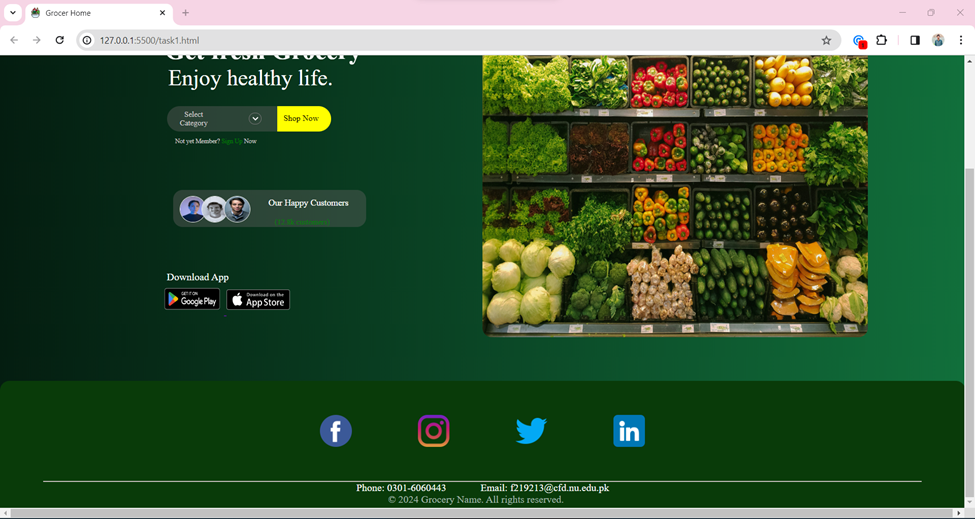 Grocer Home
127.0.0.1:5500/task1.html
Get fresh Grocery
Enjoy healthy life.
Select
Category
Shop Now
Not yet Member? Sign Up Now
Our Happy Customers
Download App
GET IT ON
Google Play
Download on the
App Store
f
in
Phone: 0301-6060443
Email: f219213@cfd.nu.edu.pk
© 2024 Grocery Name. All rights reserved.